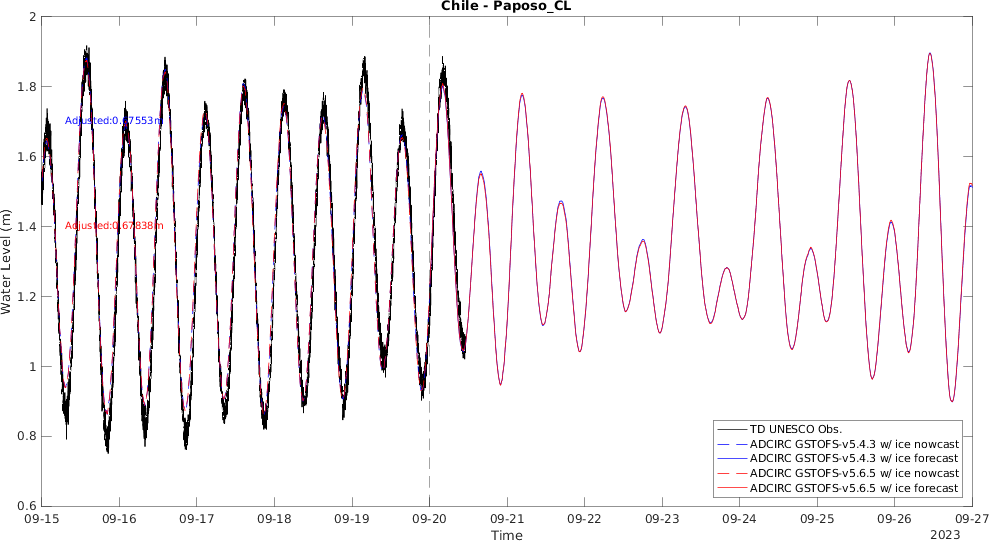 Chile - Paposo_CL
Water Level (m)
2
1.8
1.6
1.4
1.2
1
0.8
0.6
Adjusted:0.67553m
Adjusted:0.67838m
TD UNESCO Obs.
ADCIRC GSTOFS-v5.4.3 w/ ice nowcast
ADCIRC GSTOFS-v5.4.3 w/ ice forecast
ADCIRC GSTOFS-v5.6.5 w/ ice nowcast
ADCIRC GSTOFS-v5.6.5 w/ ice forecast
09-15 09-16 09-17 09-18 09-19 09-20 09-21 09-22 09-23 09-24 09-25 09-26 09-27
Time
2023